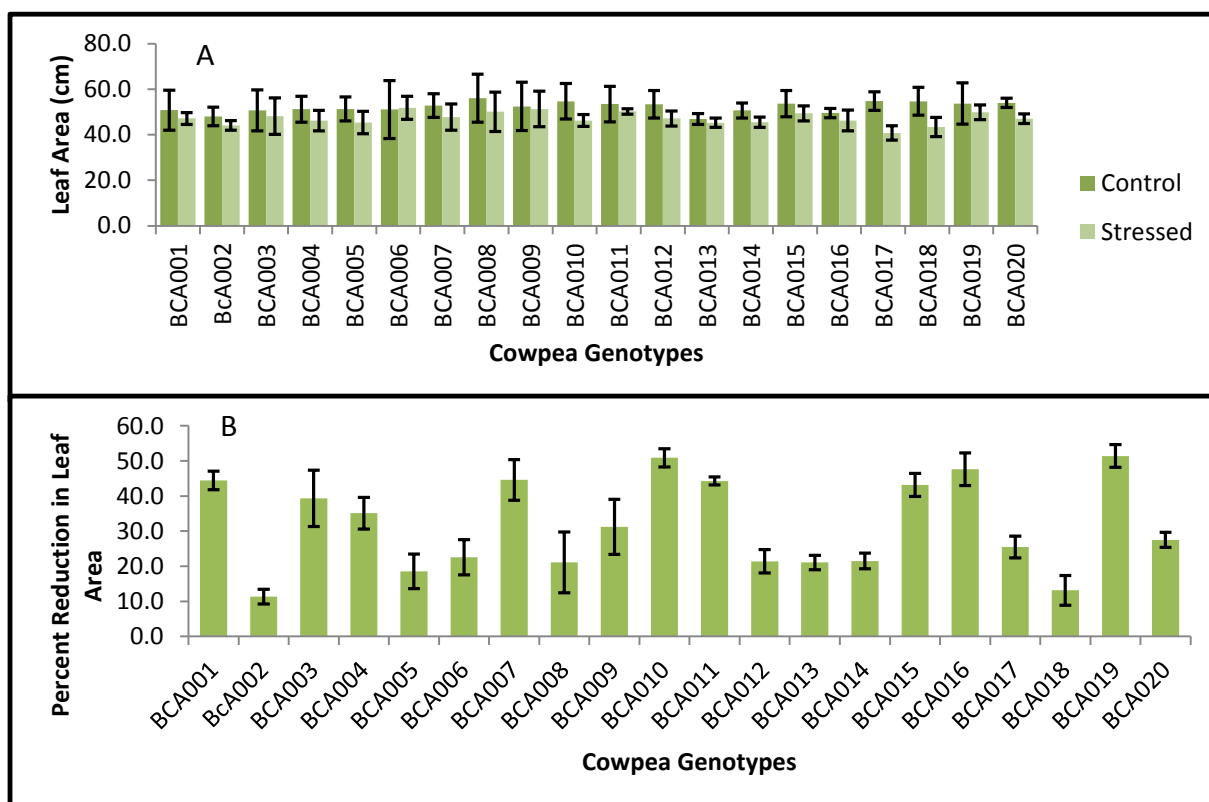 A
Leaf Area (cm)
80.0
60.0
40.0
20.0
0.0
BCA001
BcA002
BCA003
BCA004
BCA005
BCA006
BCA007
BCA008
BCA009
BCA010
BCA011
BCA012
BCA013
BCA014
BCA015
BCA016
BCA017
BCA018
BCA019
BCA020
Cowpea Genotypes
Control
Stressed
B
Percent Reduction in Leaf
Area
60.0
50.0
40.0
30.0
20.0
10.0
0.0
BCA001
BcA002
BCA003
BCA004
BCA005
BCA006
BCA007
BCA008
BCA009
BCA010
BCA011
BCA012
BCA013
BCA014
BCA015
BCA016
BCA017
BCA018
BCA019
BCA020
Cowpea Genotypes